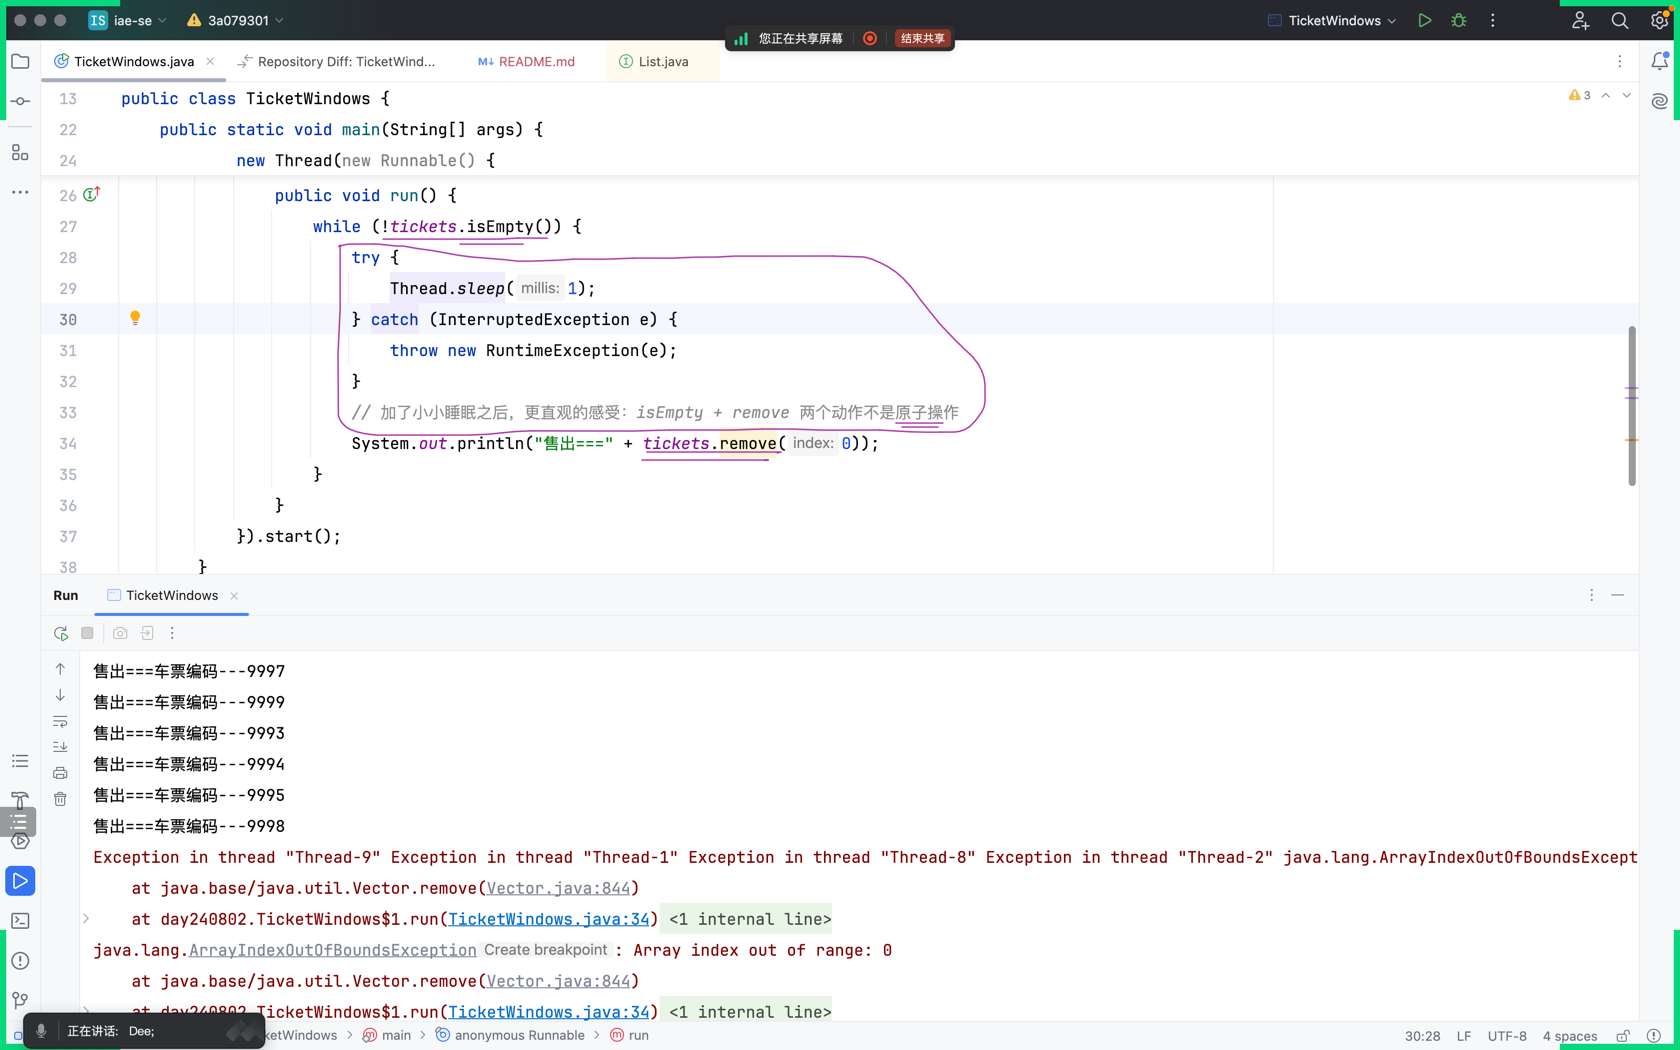 IS iae-se 3a079301 TicketWindows
您正在共享屏幕 结束共享
TicketWindows.java Repository Diff: TicketWind... M↓ README.md List.java
13 public class TicketWindows { 3
22 public static void main(String[] args) {
24 new Thread(new Runnable() {
26 public void run() {
27 while (!tickets.isEmpty()) {
28 try {
29 Thread.sleep( millis: 1);
30 } catch (InterruptedException e) {
31 throw new RuntimeException(e);
32 }
33 // 加了小小睡眠之后，更直观的感受：isEmpty + remove 两个动作不是原子操作
34 System.out.println("售出===" + tickets.remove( index: 0));
35 }
36 }
37 }).start();
38 }
Run TicketWindows
售出===车票编码---9997
售出===车票编码---9999
售出===车票编码---9993
售出===车票编码---9994
售出===车票编码---9995
售出===车票编码---9998
Exception in thread "Thread-9" Exception in thread "Thread-1" Exception in thread "Thread-8" Exception in thread "Thread-2" java.lang.ArrayIndexOutOfBoundsExcept
at java.base/java.util.Vector.remove(Vector.java:844)
at day240802.TicketWindows$1.run(TicketWindows.java:34) <1 internal line>
java.lang.ArrayIndexOutOfBoundsException Create breakpoint : Array index out of range: 0
at java.base/java.util.Vector.remove(Vector.java:844)
at day240802.TicketWindows$1.run(TicketWindows.java:34) <1 internal line>
正在讲话: Dee; ketWindows > main > anonymous Runnable > run 30:28 LF UTF-8 4 spaces